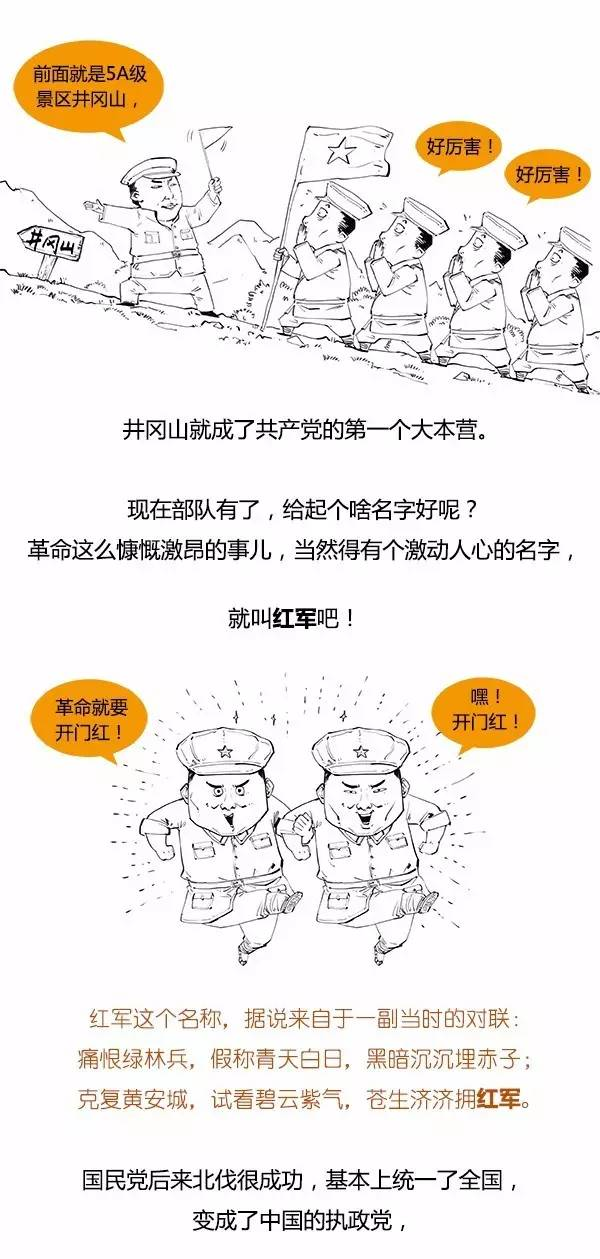 前面就是5A级
景区井冈山，
好厉害！
好厉害！
井冈山
井冈山就成了共产党的第一个大本营。
现在部队有了，给起个啥名字好呢？
革命这么慷慨激昂的事儿，当然得有个激动人心的名字，
就叫红军吧！
革命就要
开门红！
嘿！
开门红！
红军这个名称，据说来自于一副当时的对联：
痛恨绿林兵，假称青天白日，黑暗沉沉埋赤子；
克复黄安城，试看碧云紫气，苍生济济拥红军。
国民党后来北伐很成功，基本上统一了全国，
变成了中国的执政党，